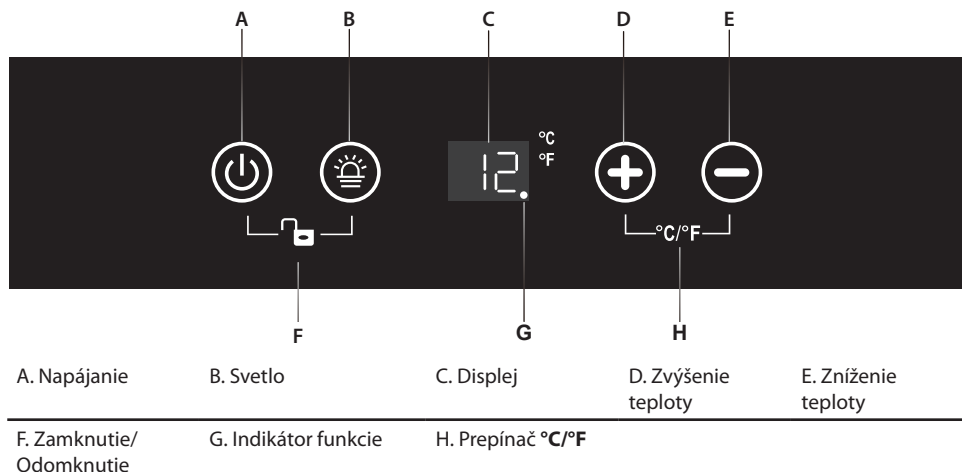 A B C D E
°C
°F
12.
°C/°F
F G H
A. Napájanie B. Svetlo C. Displej D. Zvýšenie teploty E. Zníženie teploty
F. Zamknutie/ Odomknutie G. Indikátor funkcie H. Prepínač °C/°F